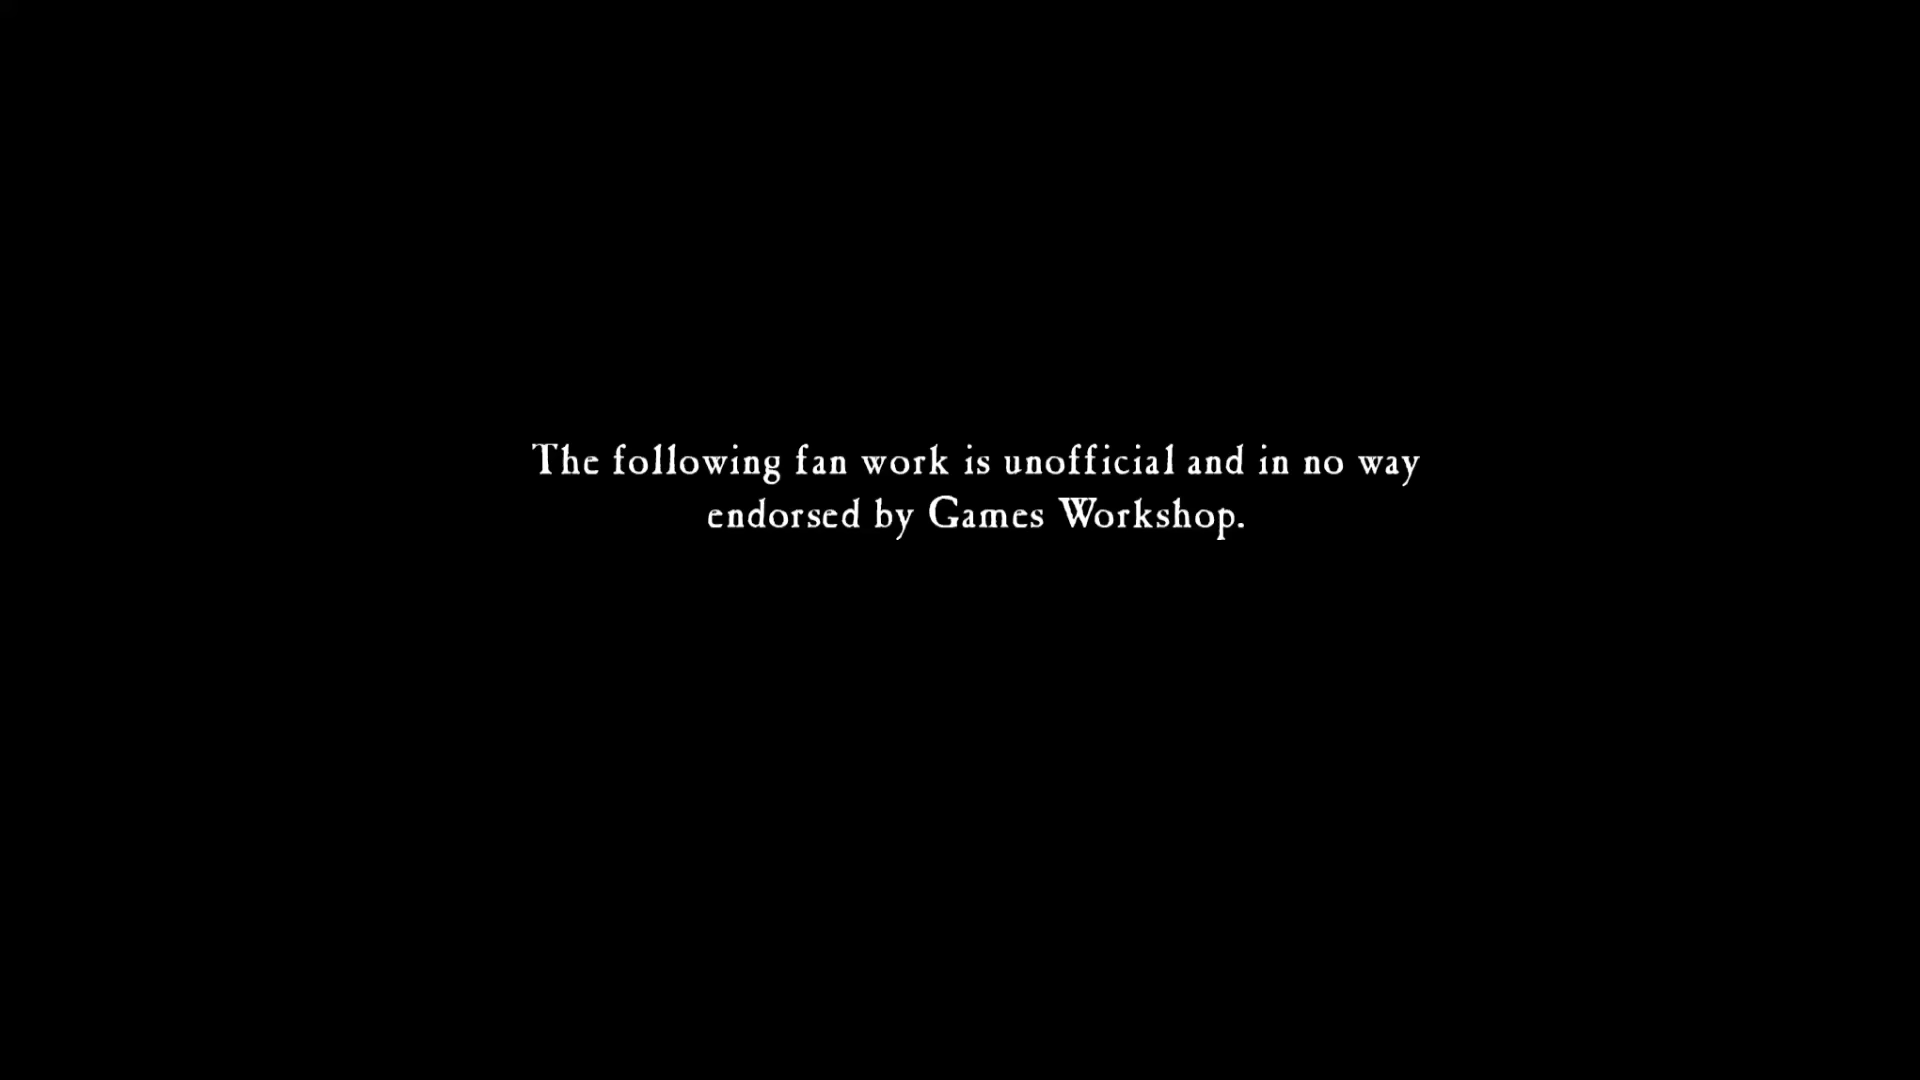 The following fan work is unofficial and in no way
endorsed by Games Workshop.